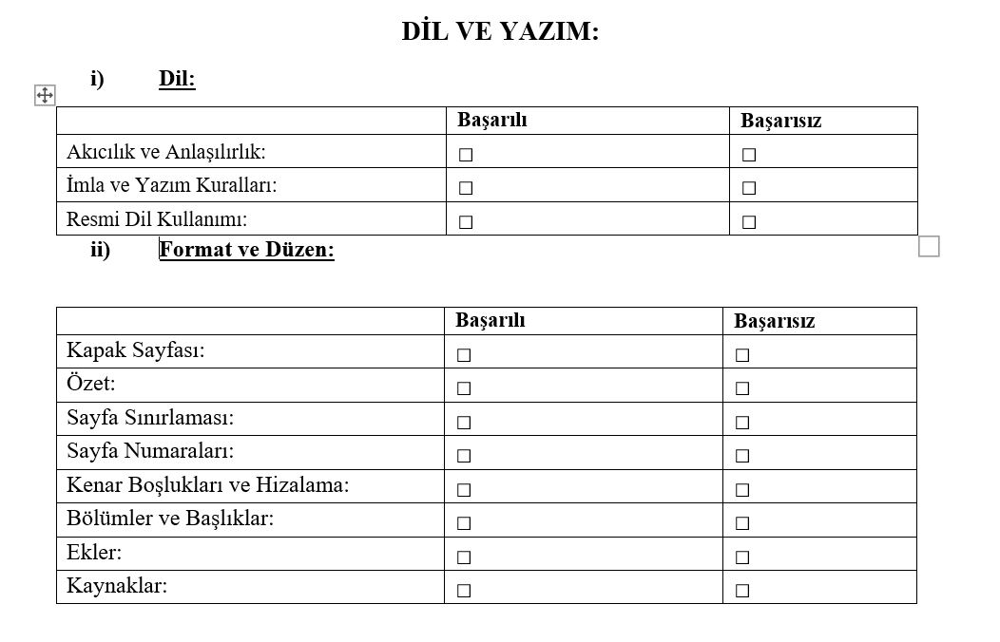 DİL VE YAZIM:
i) Dil:
Başarılı Başarısız
Akıcılık ve Anlaşılırlık: ☐ ☐
İmla ve Yazım Kuralları: ☐ ☐
Resmi Dil Kullanımı: ☐ ☐
ii) Format ve Düzen:
Başarılı Başarısız
Kapak Sayfası: ☐ ☐
Özet: ☐ ☐
Sayfa Sınırlaması: ☐ ☐
Sayfa Numaraları: ☐ ☐
Kenar Boşlukları ve Hizalama: ☐ ☐
Bölümler ve Başlıklar: ☐ ☐
Ekler: ☐ ☐
Kaynaklar: ☐ ☐